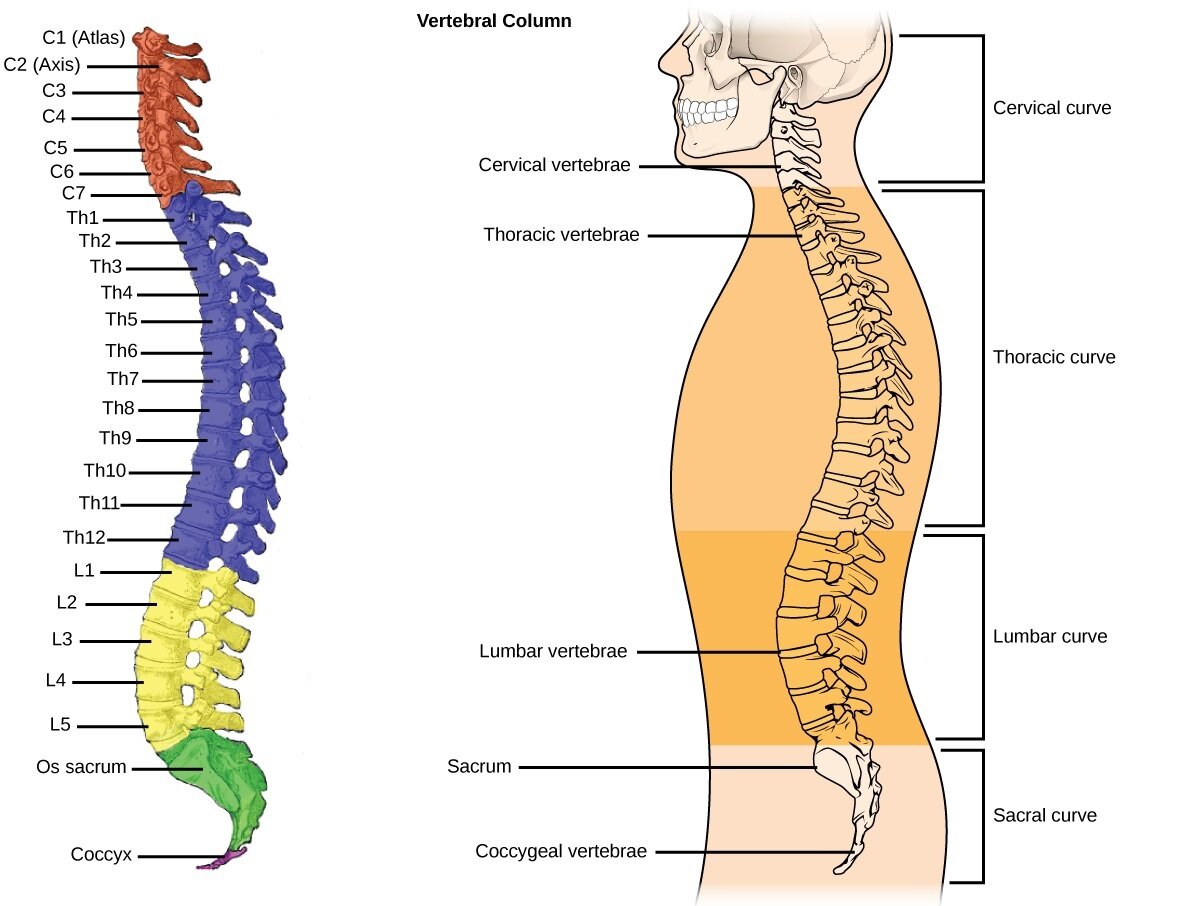 Vertebral Column
C1 (Atlas)
C2 (Axis)
C3
C4
C5
C6
C7
Th1
Th2
Th3
Th4
Th5
Th6
Th7
Th8
Th9
Th10
Th11
Th12
L1
L2
L3
L4
L5
Os sacrum
Coccyx
Cervical vertebrae
Thoracic vertebrae
Lumbar vertebrae
Sacrum
Coccygeal vertebrae
Cervical curve
Thoracic curve
Lumbar curve
Sacral curve